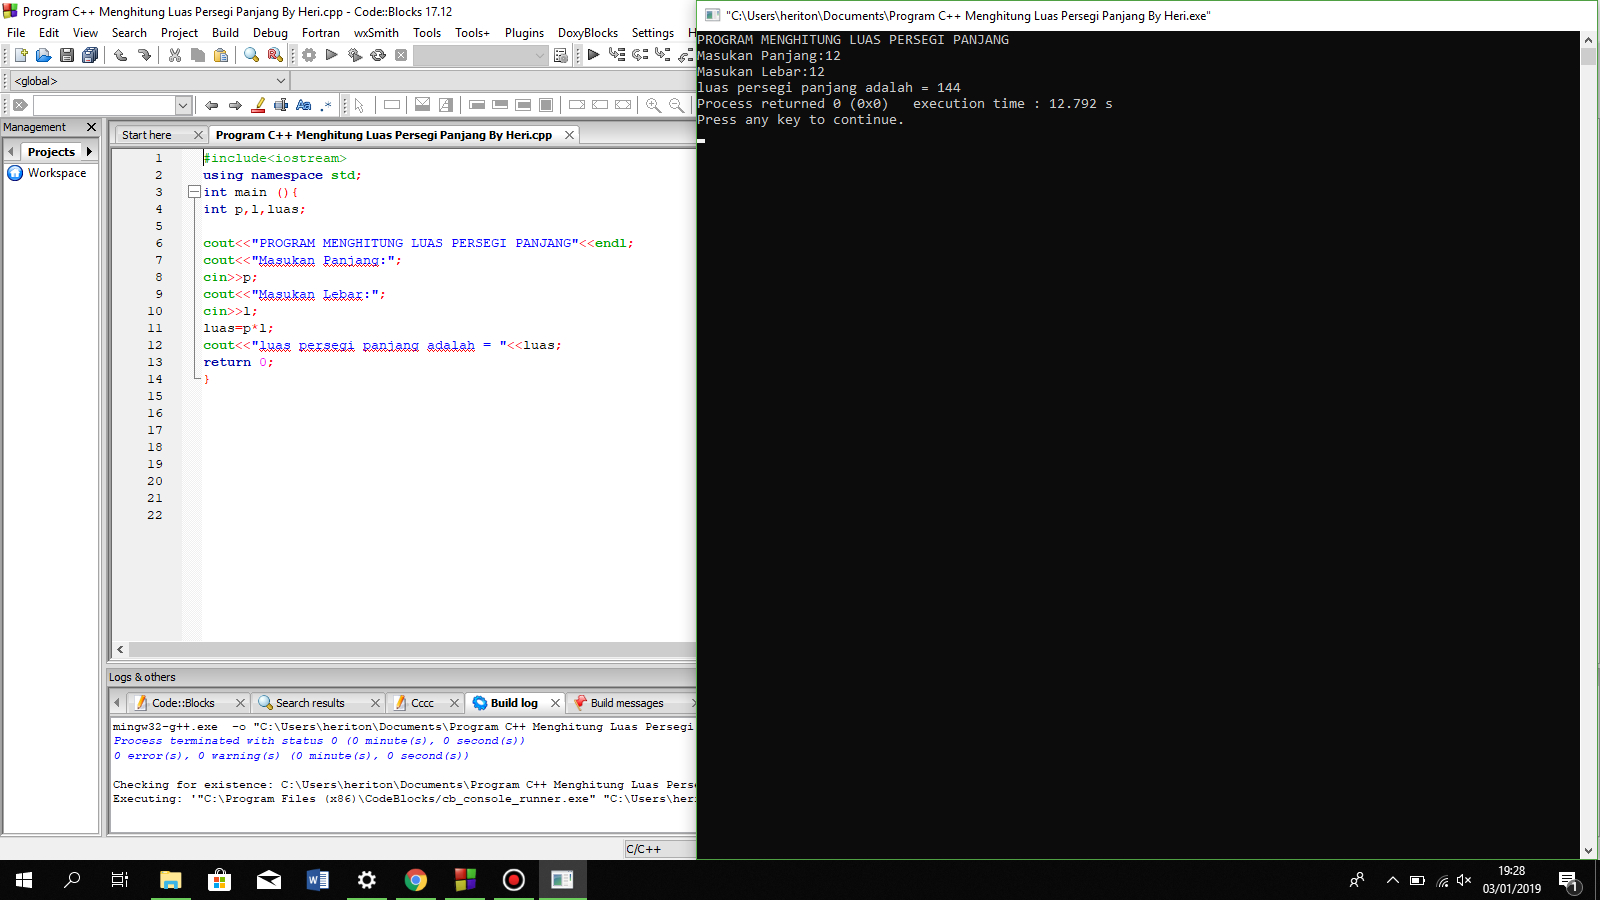 Program C++ Menghitung Luas Persegi Panjang By Heri.cpp - Code::Blocks 17.12
File Edit View Search Project Build Debug Fortran wxSmith Tools Tools+ Plugins DoxyBlocks Settings H
<global>
Management
Projects
Workspace
Start here
Program C++ Menghitung Luas Persegi Panjang By Heri.cpp
1 #include<iostream>
2 using namespace std;
3 int main (){
4 int p,l,luas;
5
6 cout<<"PROGRAM MENGHITUNG LUAS PERSEGI PANJANG"<<endl;
7 cout<<"Masukan Panjang:";
8 cin>>p;
9 cout<<"Masukan Lebar:";
10 cin>>l;
11 luas=p*l;
12 cout<<"luas persegi panjang adalah = "<<luas;
13 return 0;
14 }
15
16
17
18
19
20
21
22
Logs & others
Code::Blocks Search results Cccc Build log Build messages
mingw32-g++.exe -o "C:\Users\heriton\Documents\Program C++ Menghitung Luas Persegi
Process terminated with status 0 (0 minute(s), 0 second(s))
0 error(s), 0 warning(s) (0 minute(s), 0 second(s))
Checking for existence: C:\Users\heriton\Documents\Program C++ Menghitung Luas Perse
Executing: '"C:\Program Files (x86)\CodeBlocks/cb_console_runner.exe" "C:\Users\heri
C/C++
"C:\Users\heriton\Documents\Program C++ Menghitung Luas Persegi Panjang By Heri.exe"
PROGRAM MENGHITUNG LUAS PERSEGI PANJANG
Masukan Panjang:12
Masukan Lebar:12
luas persegi panjang adalah = 144
Process returned 0 (0x0)   execution time : 12.792 s
Press any key to continue.
19:28
03/01/2019
1